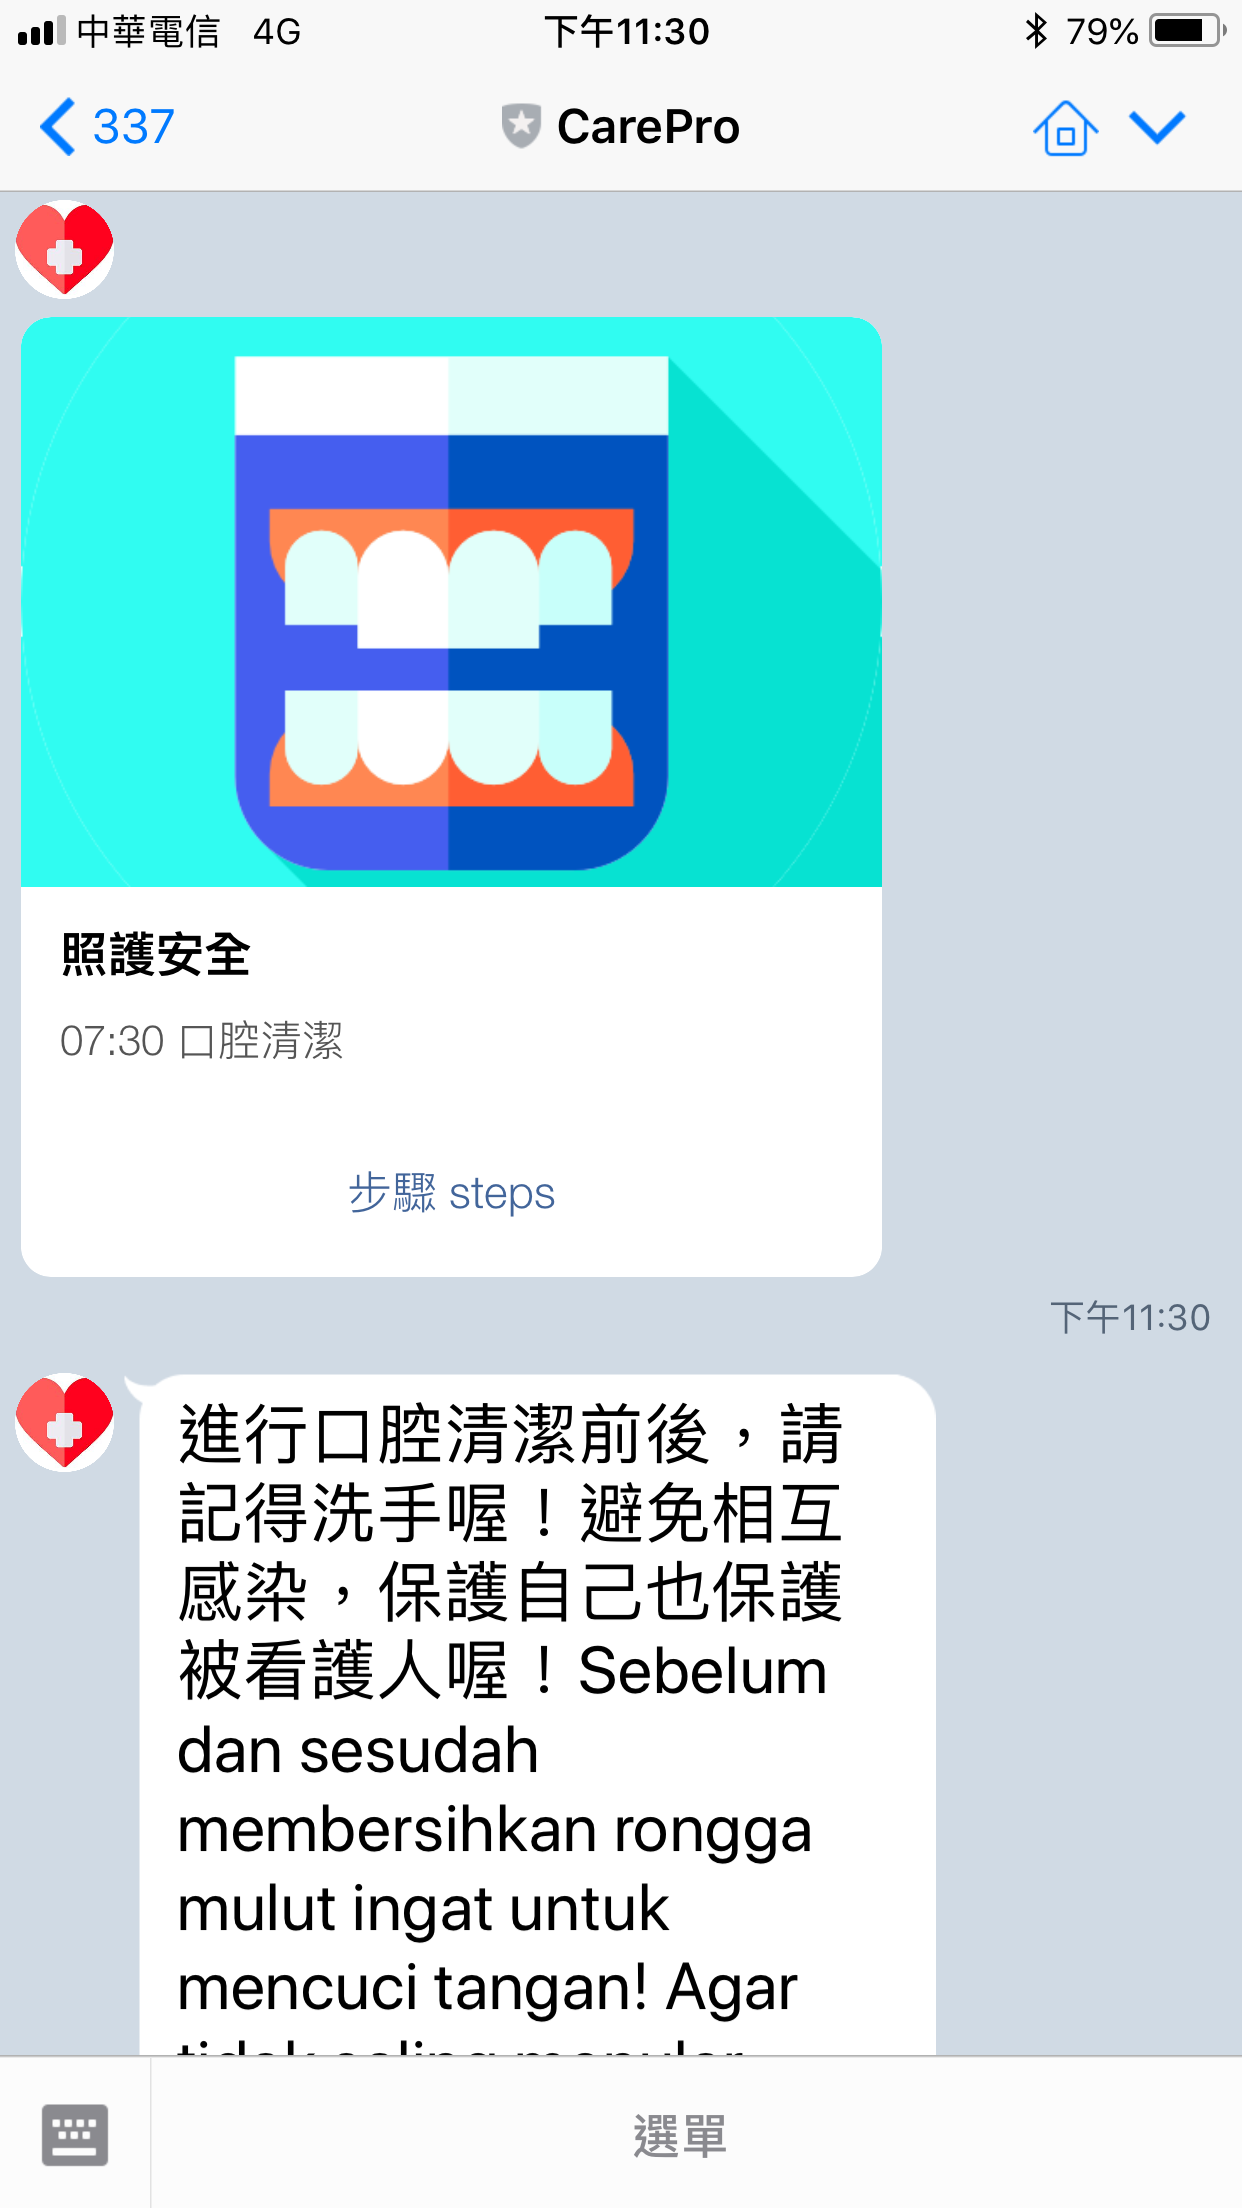 中華電信 4G 下午11:30 79%
337 CarePro
照護安全
07:30 口腔清潔
步驟 steps
下午11:30
進行口腔清潔前後，請
記得洗手喔！避免相互
感染，保護自己也保護
被看護人喔！Sebelum
dan sesudah
membersihkan rongga
mulut ingat untuk
mencuci tangan! Agar
tidak saling menular
選單